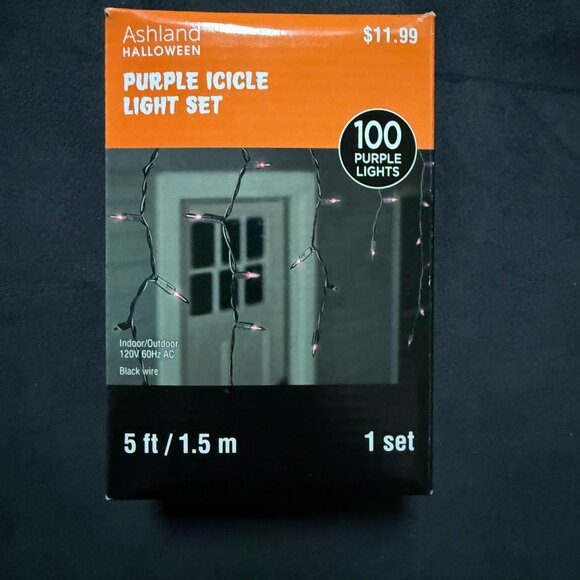 Ashland
HALLOWEEN
$11.99
PURPLE ICICLE
LIGHT SET
100
PURPLE
LIGHTS
Indoor/Outdoor
120V 60Hz AC
Black wire
5 ft / 1.5 m
1 set